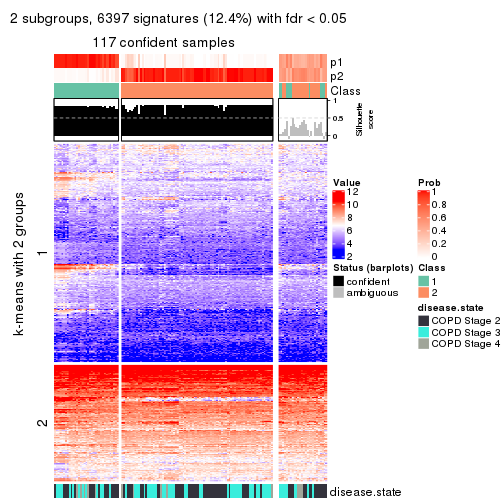 2 subgroups, 6397 signatures (12.4%) with fdr < 0.05
117 confident samples
p1
p2
Class
1
0.5
0
Silhouette
score
k-means with 2 groups
1
2
Value
12
10
8
6
4
2
Prob
1
0.8
0.6
0.4
0.2
0
Status (barplots)
confident
ambiguous
Class
1
2
disease.state
COPD Stage 2
COPD Stage 3
COPD Stage 4
disease.state